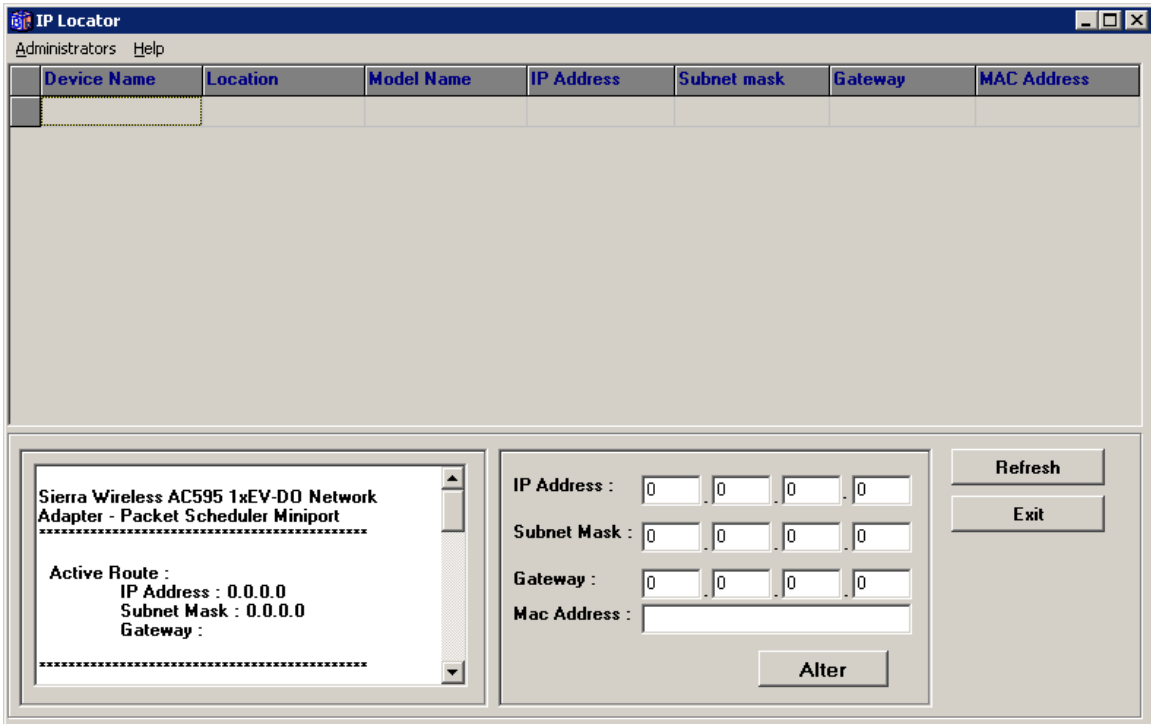 IP Locator
Administrators Help
Device Name Location Model Name IP Address Subnet mask Gateway MAC Address
Sierra Wireless AC595 1xEV-DO Network
Adapter - Packet Scheduler Miniport
*********************************************
Active Route :
IP Address : 0.0.0.0
Subnet Mask : 0.0.0.0
Gateway :
*********************************************
IP Address : 0 . 0 . 0 . 0
Subnet Mask : 0 . 0 . 0 . 0
Gateway : 0 . 0 . 0 . 0
Mac Address :
Alter
Refresh
Exit